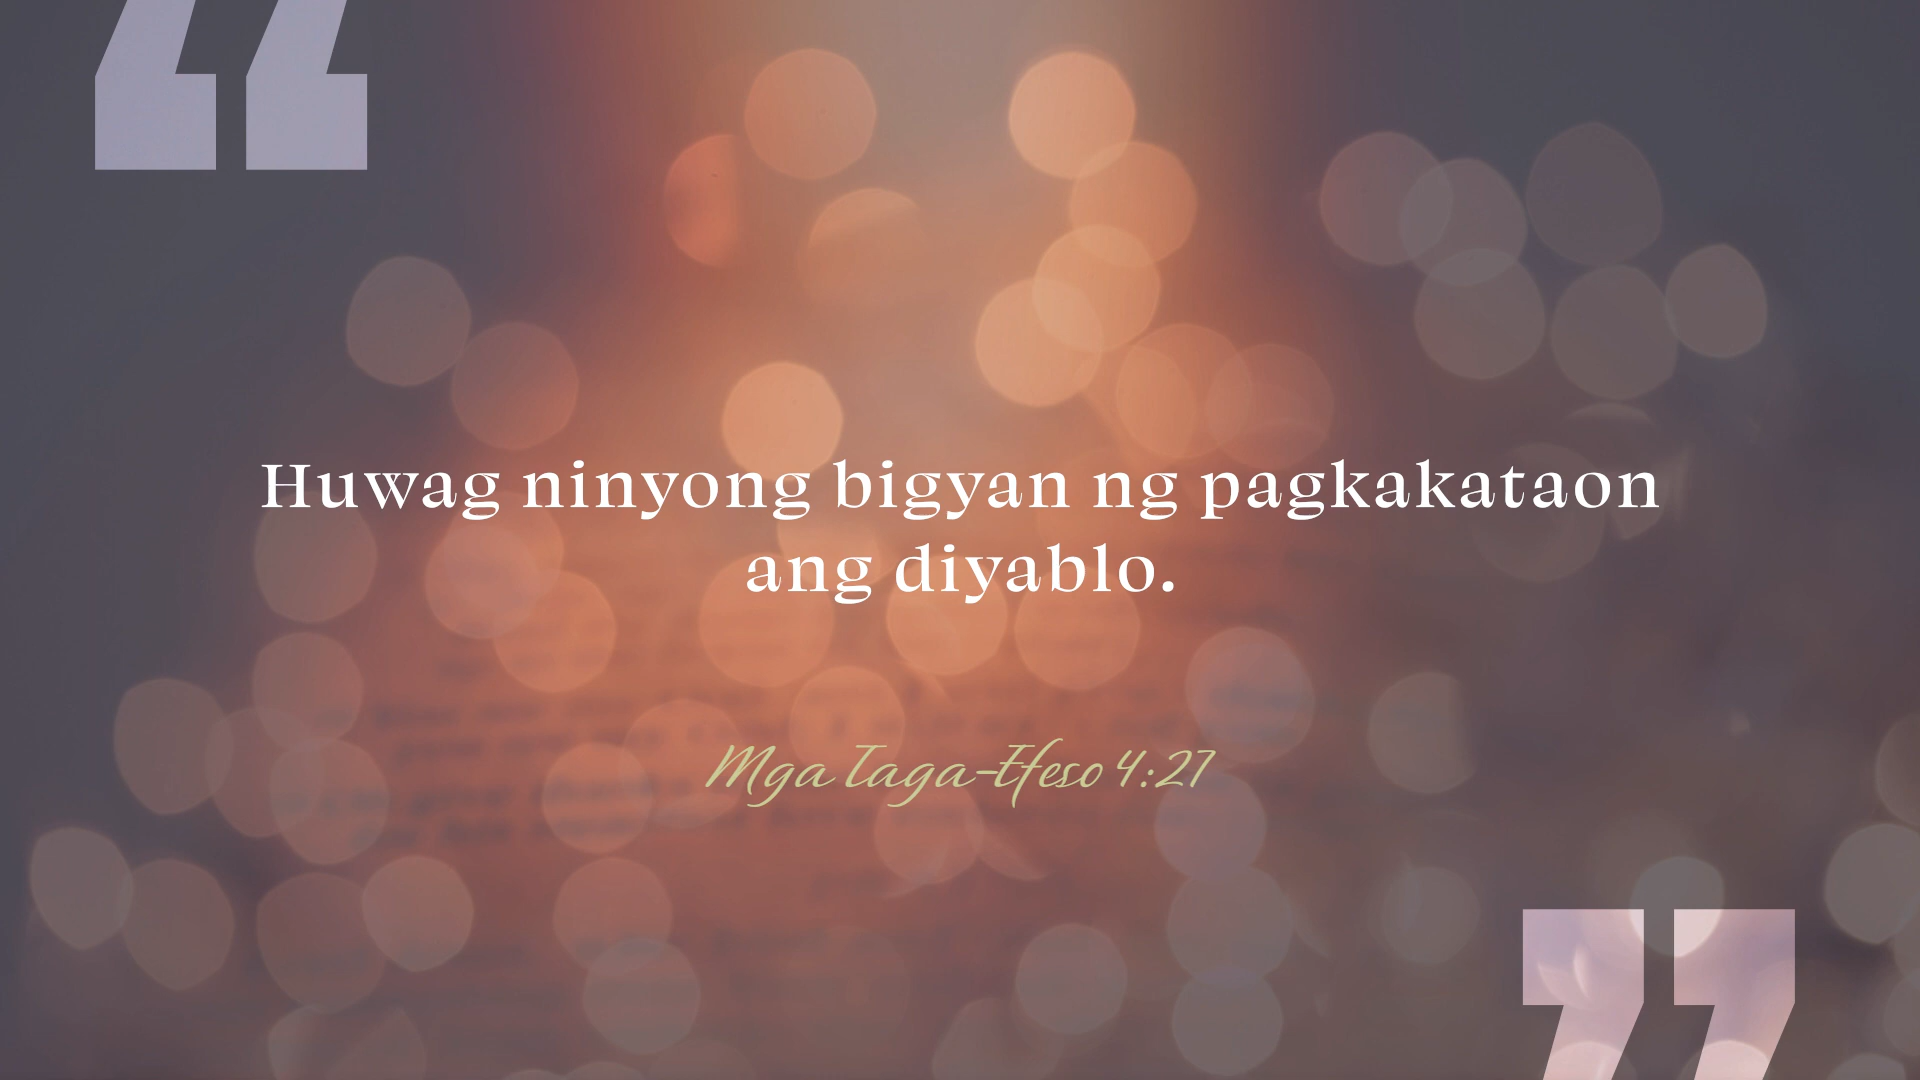 “
Huwag ninyong bigyan ng pagkakataon
ang diyablo.
Mga Taga-Efeso 4:27
”